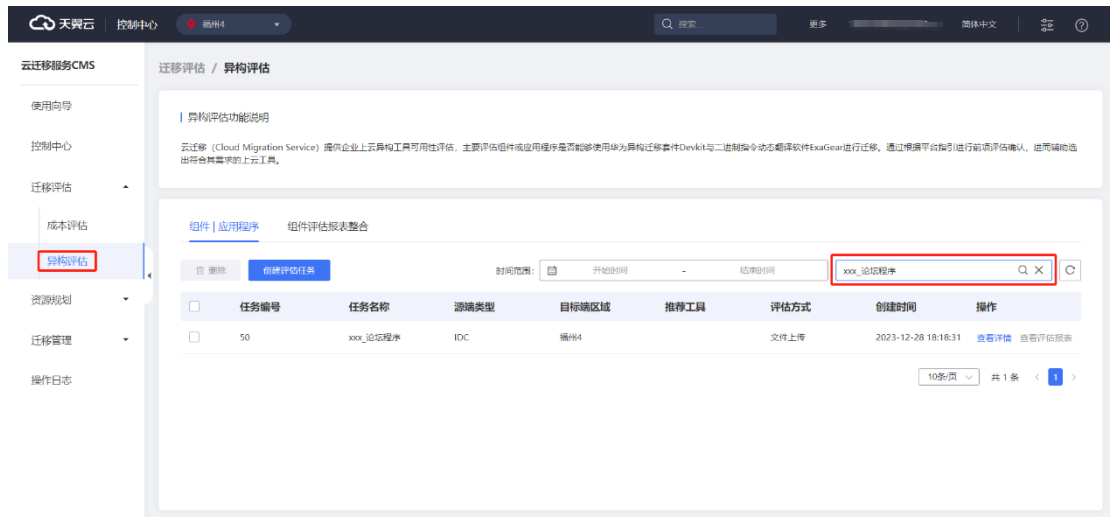 天翼云 控制中心 福州4 搜索... 更多 简体中文
云迁移服务CMS
使用向导
控制中心
迁移评估
成本评估
异构评估
资源规划
迁移管理
操作日志
迁移评估 / 异构评估
异构评估功能说明
云迁移（Cloud Migration Service）提供企业上云异构工具可用性评估，主要评估组件或应用程序是否能够使用华为异构迁移套件Devkit与二进制指令动态翻译软件ExaGear进行迁移。通过根据平台指引进行前项评估确认，进而辅助选
出符合其需求的上云工具。
组件 | 应用程序 组件评估报表整合
删除 创建评估任务 时间范围: 开始时间 - 结束时间 xxx_论坛程序
任务编号 任务名称 源端类型 目标端区域 推荐工具 评估方式 创建时间 操作
50 xxx_论坛程序 IDC 福州4 文件上传 2023-12-28 18:18:31 查看详情 查看评估报表
10条/页 共 1 条 < 1 >